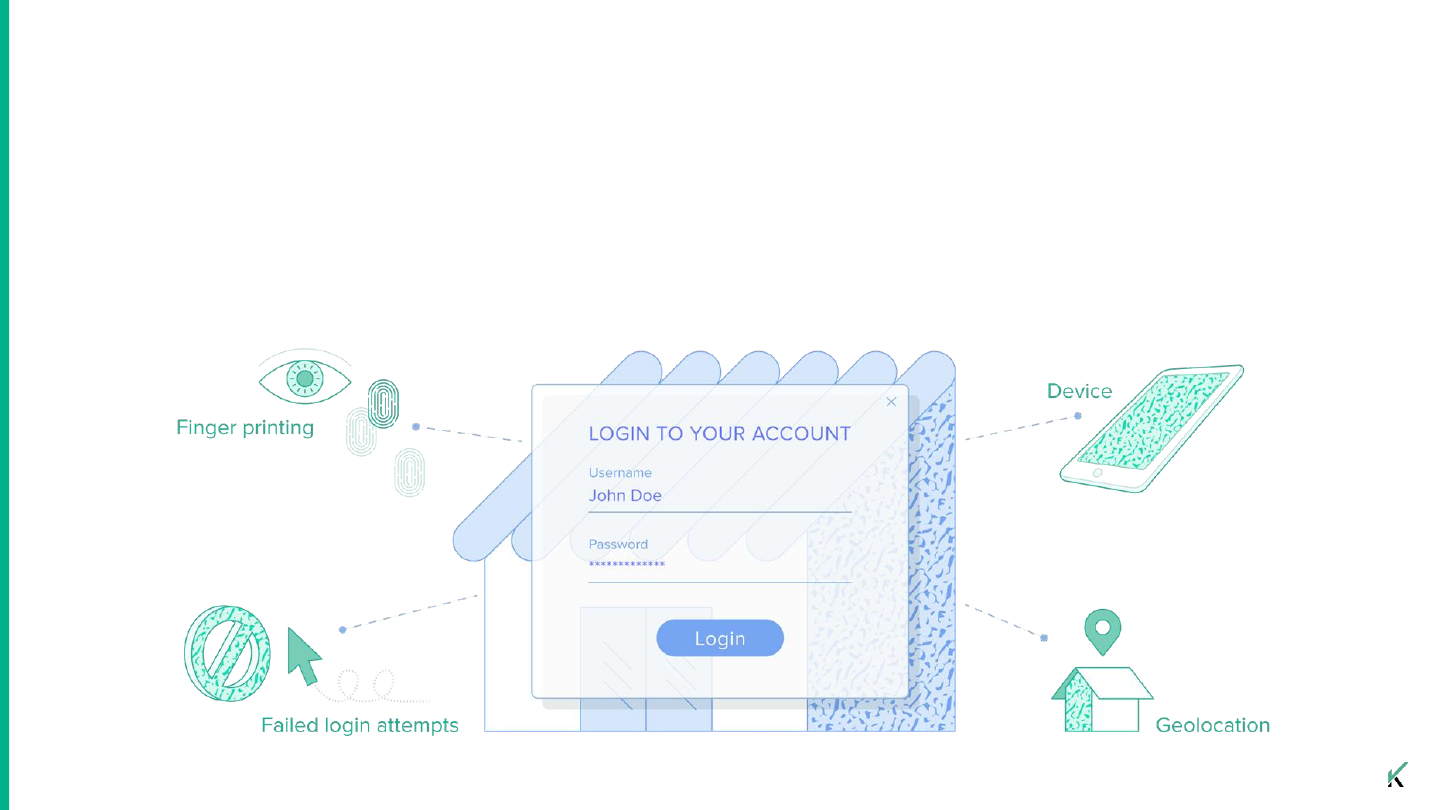 Finger printing
Device
LOGIN TO YOUR ACCOUNT
Username
John Doe
Password
*************
Login
Failed login attempts
Geolocation